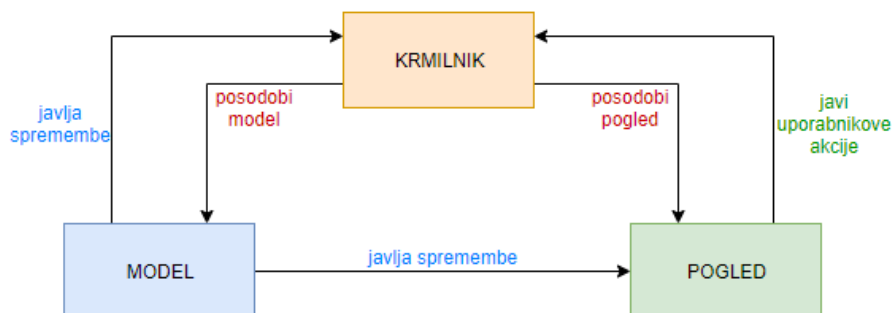 KRMILNIK
javlja
spremembe
posodobi
model
posodobi
pogled
javi
uporabnikove
akcije
MODEL
javlja spremembe
POGLED